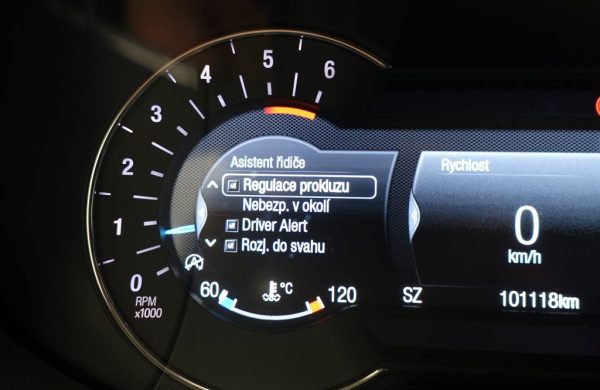 6
5
4
3
2
1
0
RPM
x1000
Asistent řidiče
Regulace prokluzu
Nebezp. v okolí
Driver Alert
Rozj. do svahu
60 °C 120
Rychlost
0
km/h
SZ 101118km